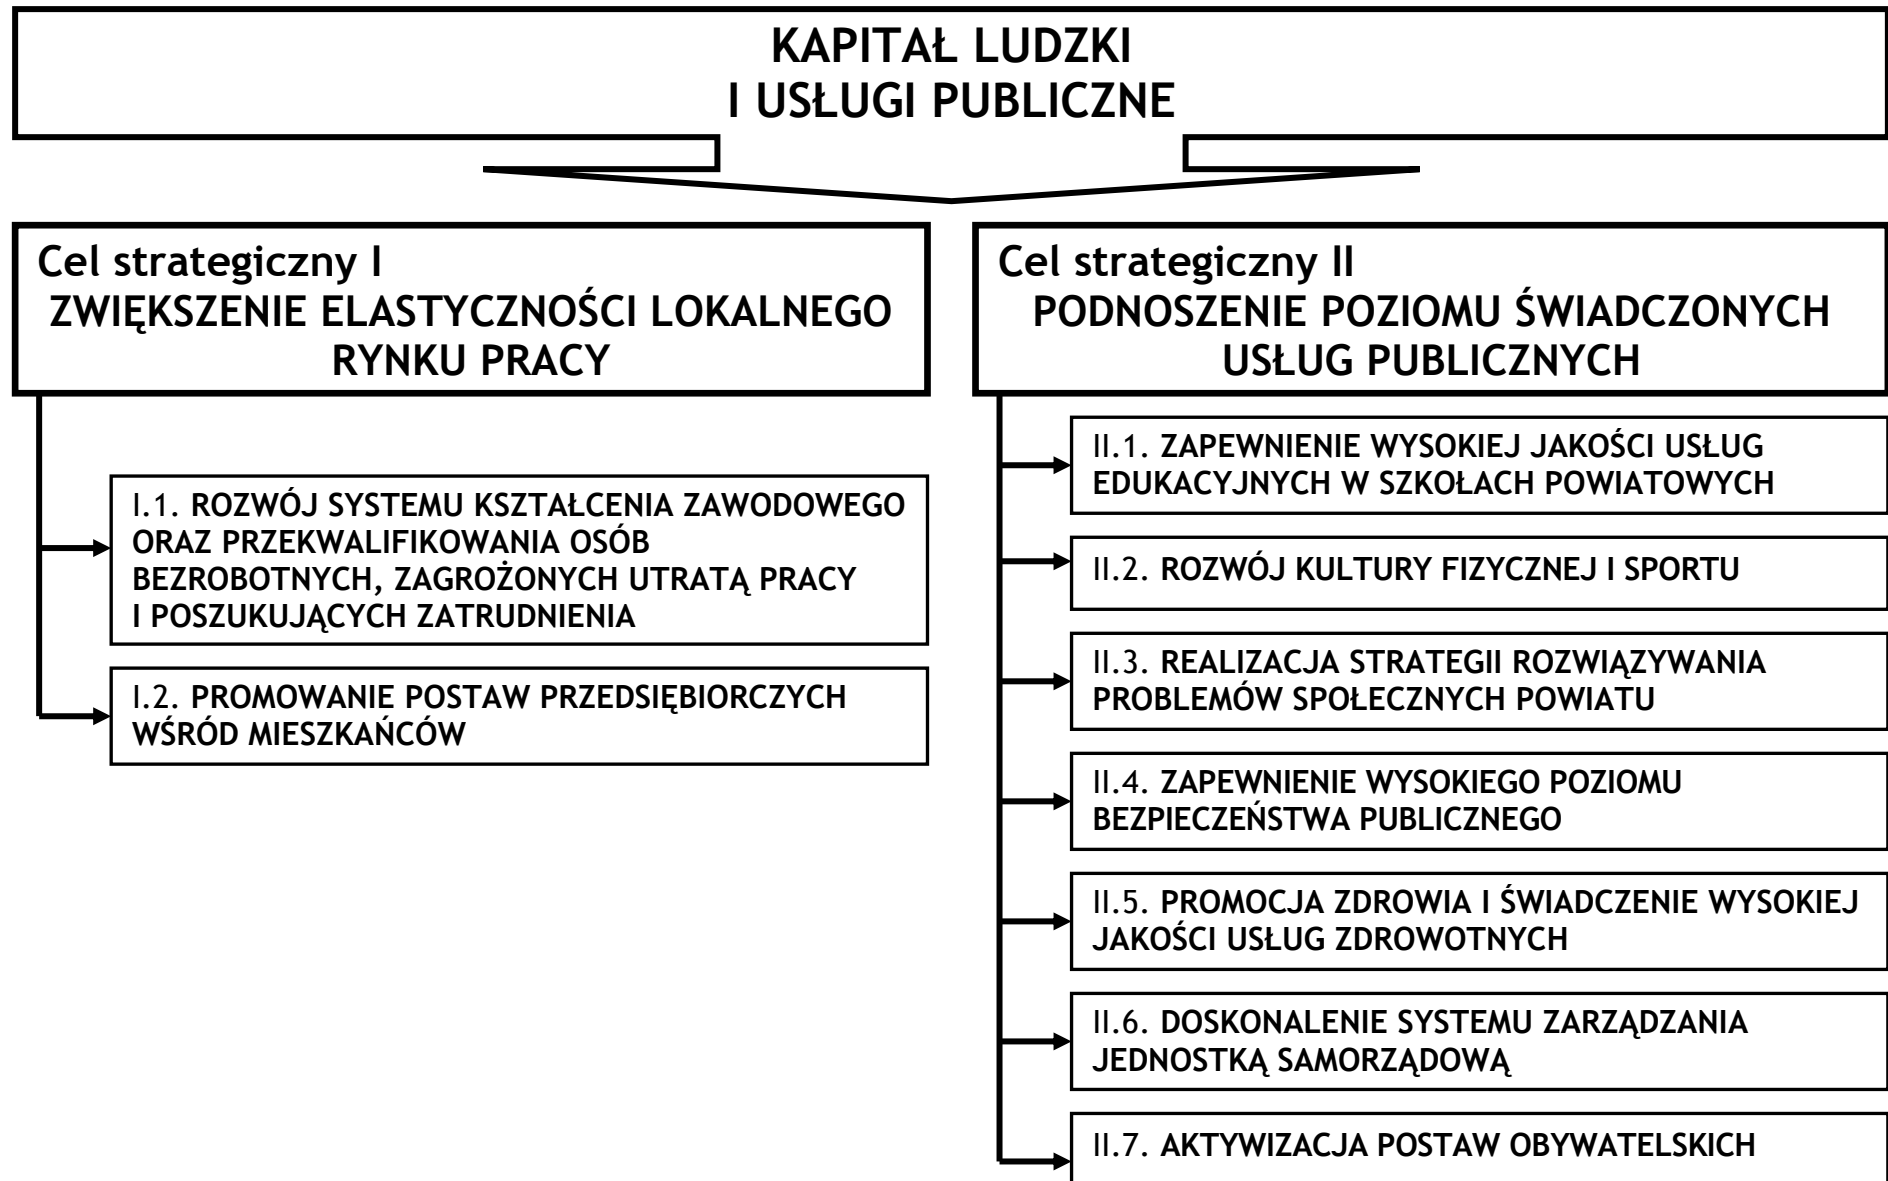 KAPITAŁ LUDZKI
I USŁUGI PUBLICZNE
Cel strategiczny I
ZWIĘKSZENIE ELASTYCZNOŚCI LOKALNEGO
RYNKU PRACY
I.1. ROZWÓJ SYSTEMU KSZTAŁCENIA ZAWODOWEGO
ORAZ PRZEKWALIFIKOWANIA OSÓB
BEZROBOTNYCH, ZAGROŻONYCH UTRATĄ PRACY
I POSZUKUJĄCYCH ZATRUDNIENIA
I.2. PROMOWANIE POSTAW PRZEDSIĘBIORCZYCH
WŚRÓD MIESZKAŃCÓW
Cel strategiczny II
PODNOSZENIE POZIOMU ŚWIADCZONYCH
USŁUG PUBLICZNYCH
II.1. ZAPEWNIENIE WYSOKIEJ JAKOŚCI USŁUG
EDUKACYJNYCH W SZKOŁACH POWIATOWYCH
II.2. ROZWÓJ KULTURY FIZYCZNEJ I SPORTU
II.3. REALIZACJA STRATEGII ROZWIĄZYWANIA
PROBLEMÓW SPOŁECZNYCH POWIATU
II.4. ZAPEWNIENIE WYSOKIEGO POZIOMU
BEZPIECZEŃSTWA PUBLICZNEGO
II.5. PROMOCJA ZDROWIA I ŚWIADCZENIE WYSOKIEJ
JAKOŚCI USŁUG ZDROWOTNYCH
II.6. DOSKONALENIE SYSTEMU ZARZĄDZANIA
JEDNOSTKĄ SAMORZĄDOWĄ
II.7. AKTYWIZACJA POSTAW OBYWATELSKICH